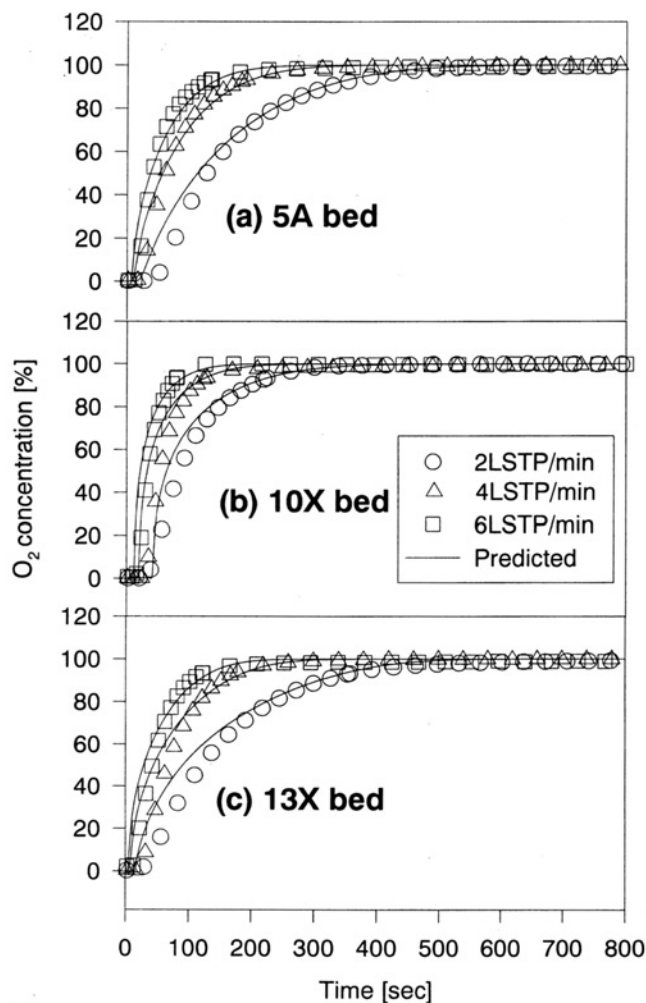 120
100
80
60
40
20
0
(a) 5A bed
120
100
80
60
40
20
0
(b) 10X bed
2LSTP/min
4LSTP/min
6LSTP/min
Predicted
120
100
80
60
40
20
0
(c) 13X bed
0 100 200 300 400 500 600 700 800
Time [sec]
O₂ concentration [%]